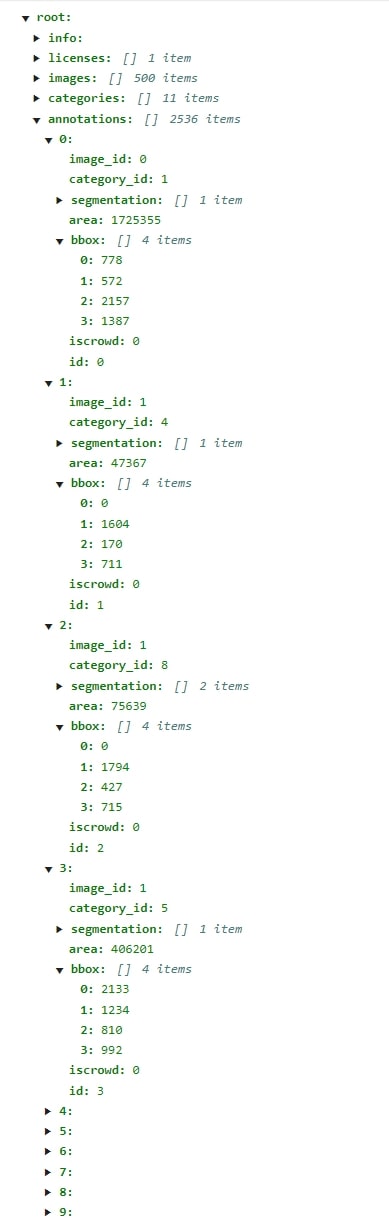 root:
info:
licenses: [] 1 item
images: [] 500 items
categories: [] 11 items
annotations: [] 2536 items
0:
image_id: 0
category_id: 1
segmentation: [] 1 item
area: 1725355
bbox: [] 4 items
0: 778
1: 572
2: 2157
3: 1387
iscrowd: 0
id: 0
1:
image_id: 1
category_id: 4
segmentation: [] 1 item
area: 47367
bbox: [] 4 items
0: 0
1: 1604
2: 170
3: 711
iscrowd: 0
id: 1
2:
image_id: 1
category_id: 8
segmentation: [] 2 items
area: 75639
bbox: [] 4 items
0: 0
1: 1794
2: 427
3: 715
iscrowd: 0
id: 2
3:
image_id: 1
category_id: 5
segmentation: [] 1 item
area: 406201
bbox: [] 4 items
0: 2133
1: 1234
2: 810
3: 992
iscrowd: 0
id: 3
4:
5:
6:
7:
8:
9: